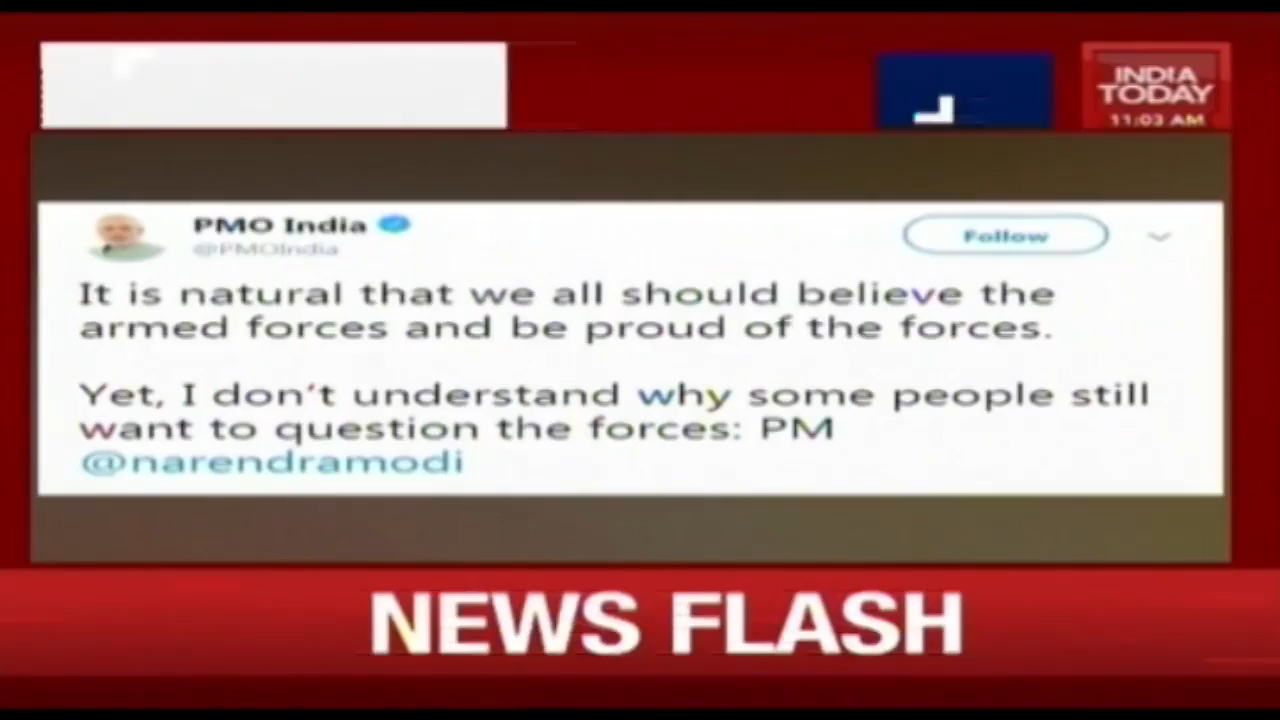 INDIA
TODAY
11:03 AM
PMO India
@PMOIndia
Follow
It is natural that we all should believe the
armed forces and be proud of the forces.
Yet, I don't understand why some people still
want to question the forces: PM
@narendramodi
NEWS FLASH